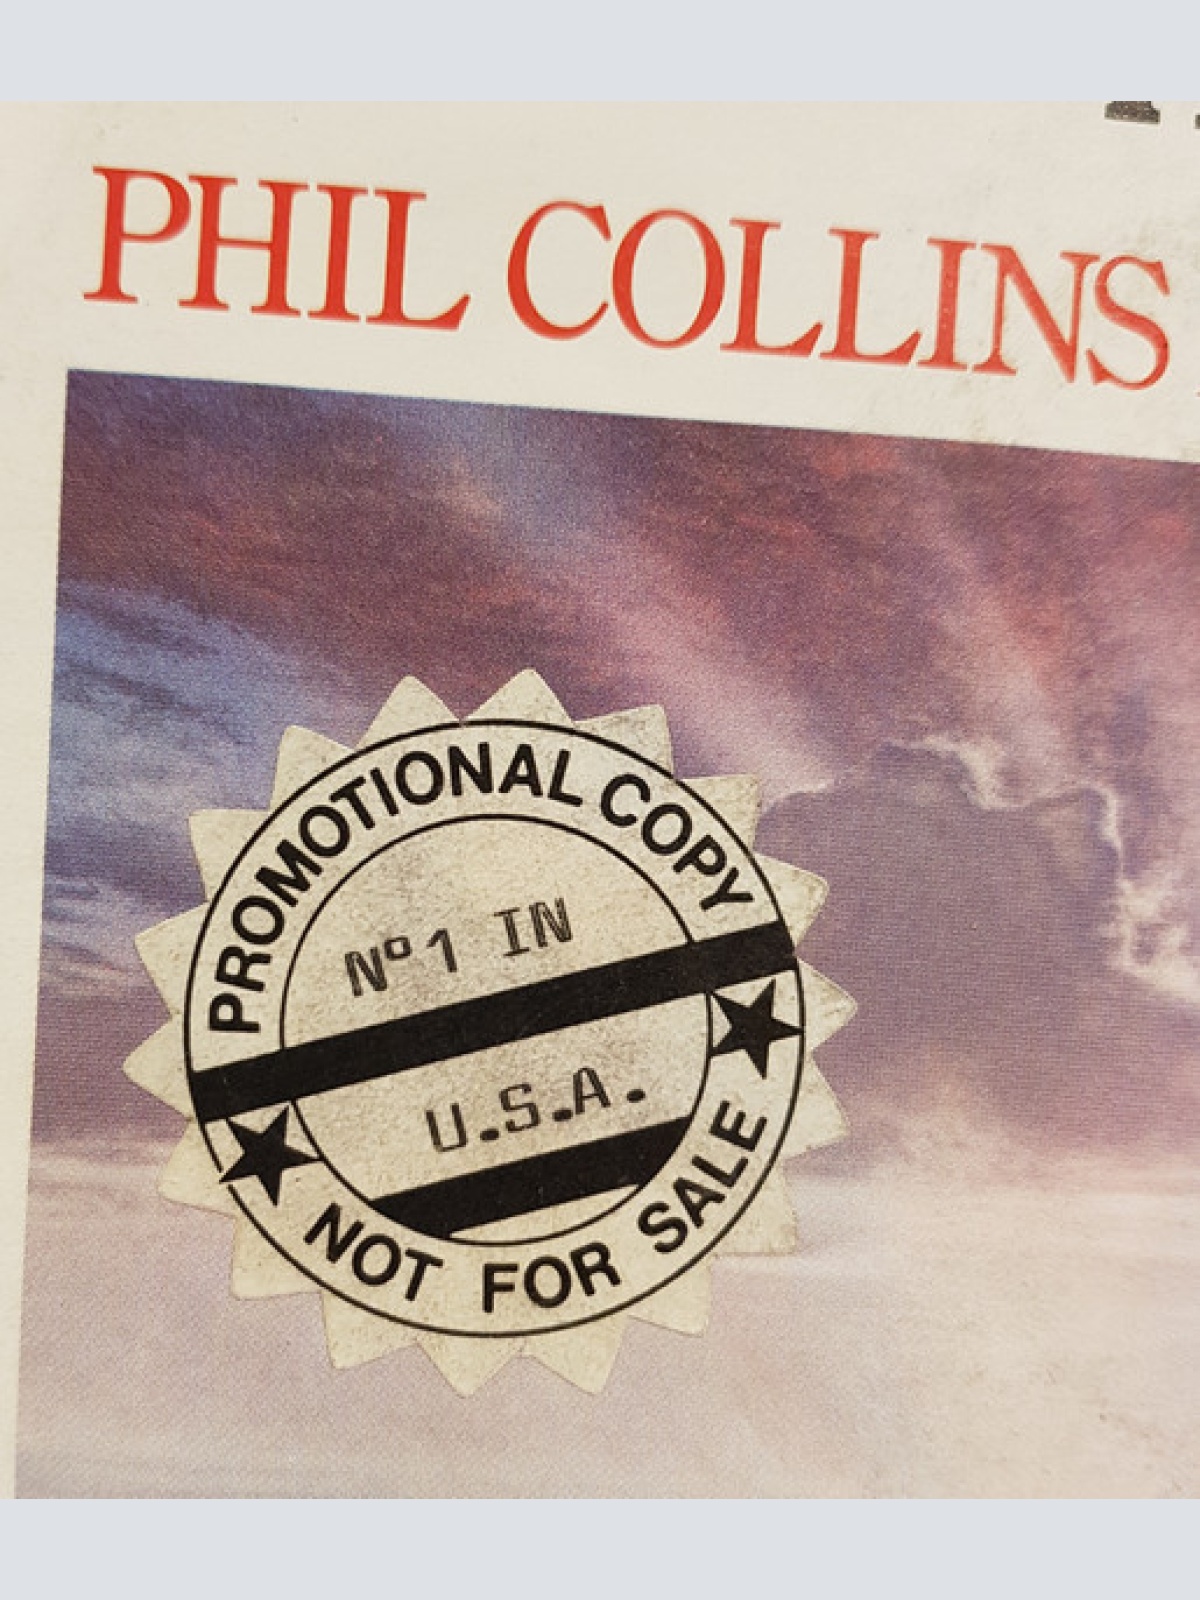 PHIL COLLINS
PROMOTIONAL COPY
Nº1 IN
U.S.A.
NOT FOR SALE